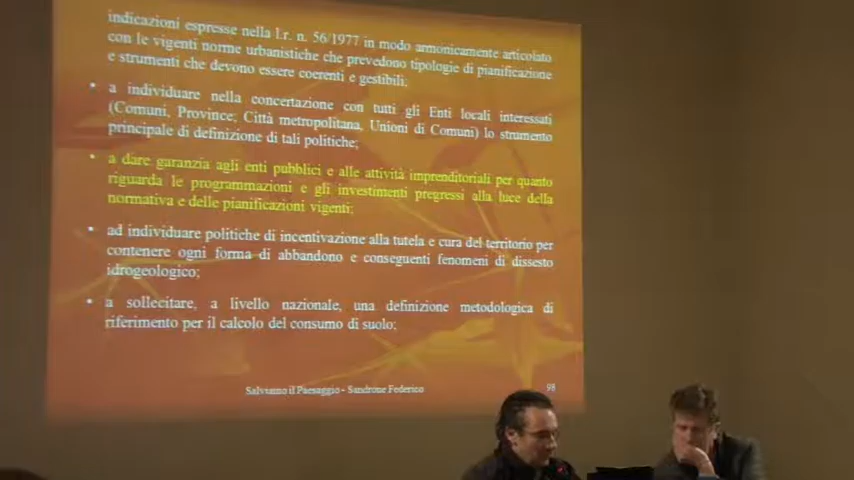 indicazioni espresse nella l.r. n. 56/1977 in modo armonicamente articolato
con le vigenti norme urbanistiche che prevedono tipologie di pianificazione
e strumenti che devono essere coerenti e gestibili;
• a individuare nella concertazione con tutti gli Enti locali interessati
(Comuni, Province, Città metropolitana, Unioni di Comuni) lo strumento
principale di definizione di tali politiche;
• a dare garanzia agli enti pubblici e alle attività imprenditoriali per quanto
riguarda le programmazioni e gli investimenti pregressi alla luce della
normativa e delle pianificazioni vigenti;
• ad individuare politiche di incentivazione alla tutela e cura del territorio per
contenere ogni forma di abbandono e conseguenti fenomeni di dissesto
idrogeologico;
• a sollecitare, a livello nazionale, una definizione metodologica di
riferimento per il calcolo del consumo di suolo;
Salviamo il Paesaggio - Sandrone Federico
98